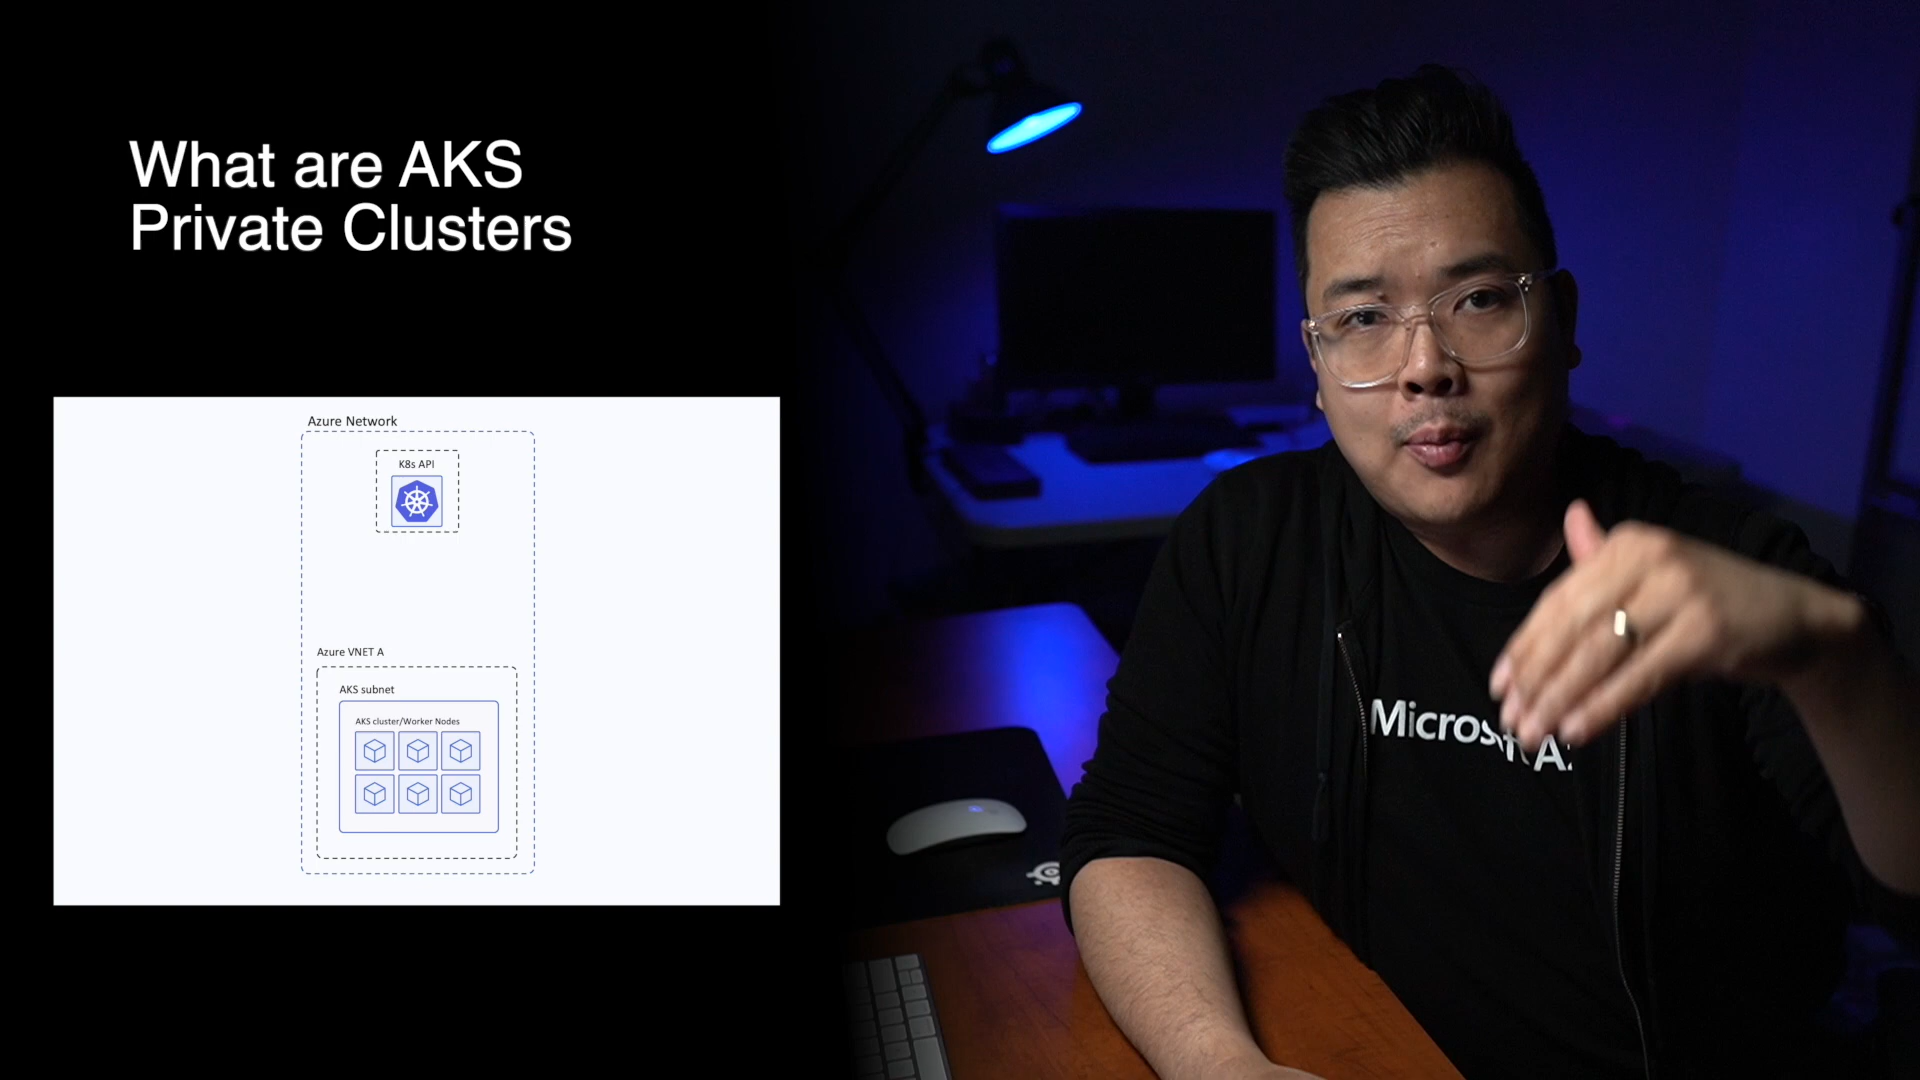 What are AKS
Private Clusters
Azure Network
K8s API
Azure VNET A
AKS subnet
AKS cluster/Worker Nodes